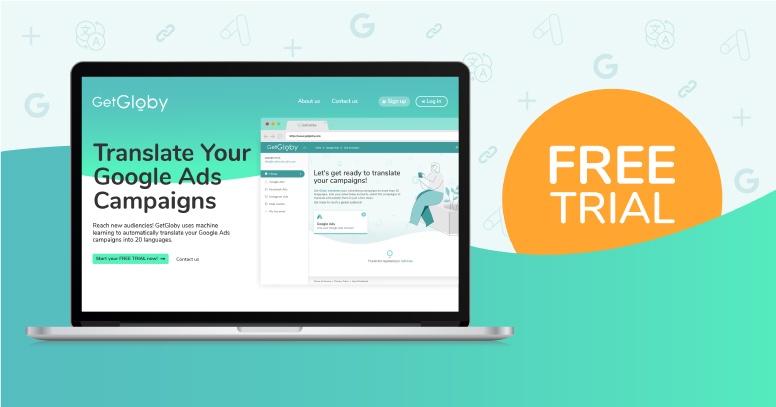 GetGloby
About us
Contact us
Sign up
Log in
Translate Your
Google Ads
Campaigns
Reach new audiences! GetGloby uses machine
learning to automatically translate your Google Ads
campaigns into 20 languages.
Start your FREE TRIAL now!
Contact us
GetGloby
Let's get ready to translate
your campaigns!
Google Ads
FREE
TRIAL